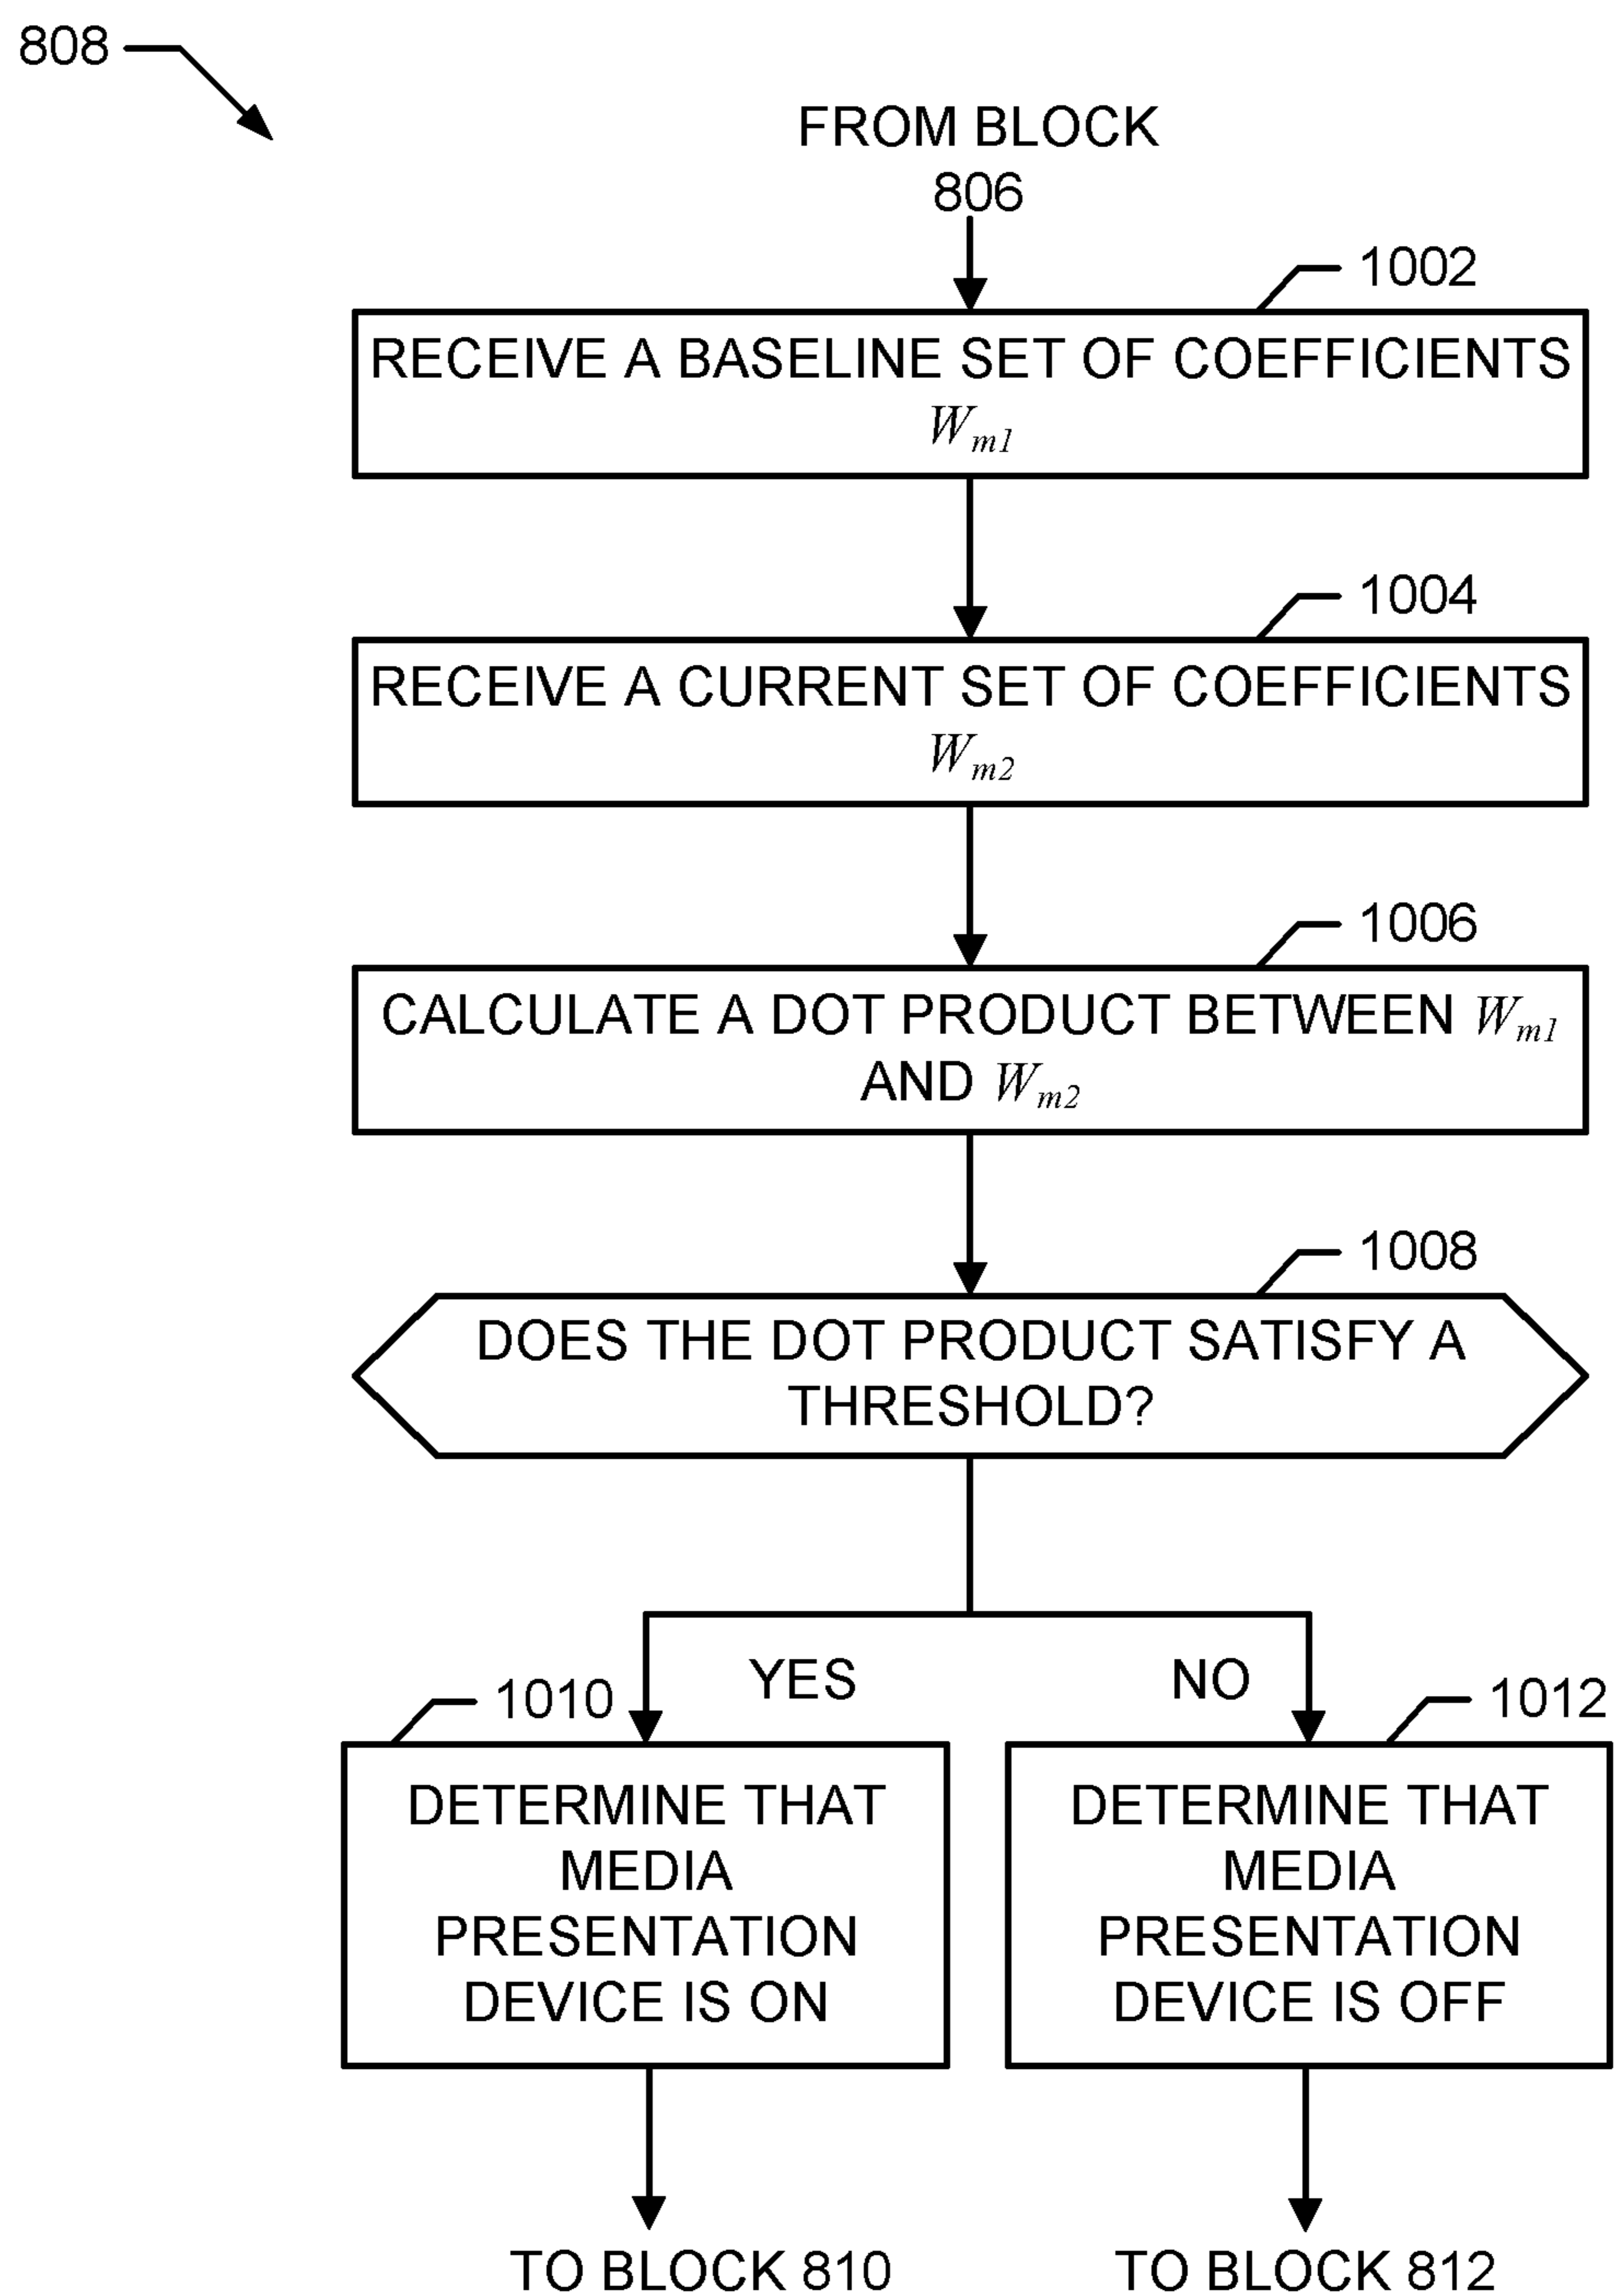 808
FROM BLOCK
806
1002
RECEIVE A BASELINE SET OF COEFFICIENTS
Wm1
1004
RECEIVE A CURRENT SET OF COEFFICIENTS
Wm2
1006
CALCULATE A DOT PRODUCT BETWEEN Wm1
AND Wm2
1008
DOES THE DOT PRODUCT SATISFY A
THRESHOLD?
YES
NO
1010
DETERMINE THAT
MEDIA
PRESENTATION
DEVICE IS ON
1012
DETERMINE THAT
MEDIA
PRESENTATION
DEVICE IS OFF
TO BLOCK 810
TO BLOCK 812